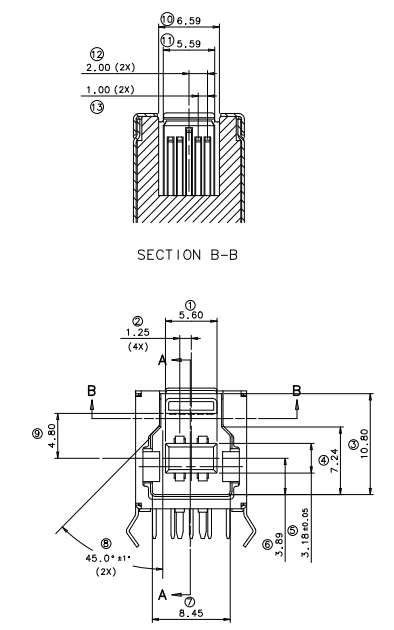 ⑩ 6.59
⑪ 5.59
⑫
2.00 (2X)
1.00 (2X)
⑬
SECTION B-B
①
5.60
②
1.25
(4X)
A
B B
⑨ 4.80
③ 10.80
④ 7.24
⑤ 3.18±0.05
⑥ 3.89
⑧
45.0°±1°
(2X)
A
⑦
8.45